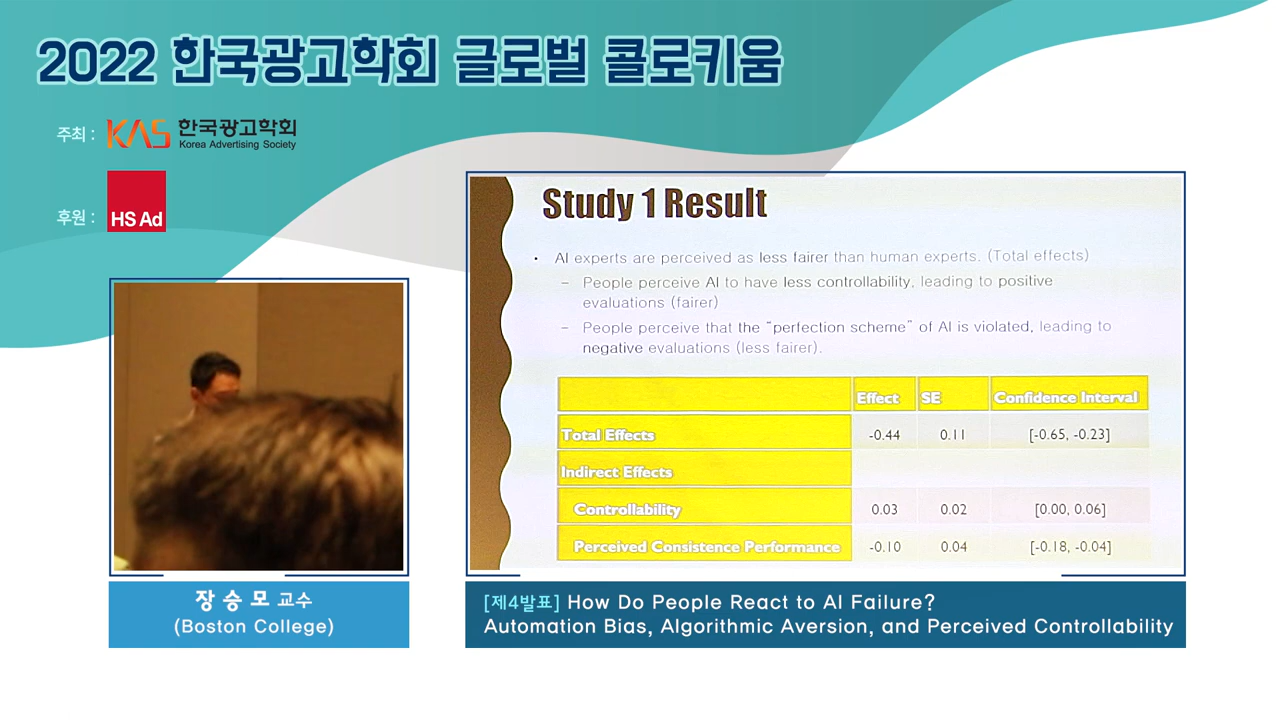 2022 한국광고학회 글로벌 콜로키움
주최 :
KAS 한국광고학회
Korea Advertising Society
후원 :
HS Ad
Study 1 Result
• AI experts are perceived as less fairer than human experts. (Total effects)
– People perceive AI to have less controllability, leading to positive
evaluations (fairer)
– People perceive that the “perfection scheme” of AI is violated, leading to
negative evaluations (less fairer).
Effect SE Confidence Interval
Total Effects -0.44 0.11 [-0.65, -0.23]
Indirect Effects
Controllability 0.03 0.02 [0.00, 0.06]
Perceived Consistence Performance -0.10 0.04 [-0.18, -0.04]
장 승 모 교수
(Boston College)
[제4발표] How Do People React to AI Failure?
Automation Bias, Algorithmic Aversion, and Perceived Controllability